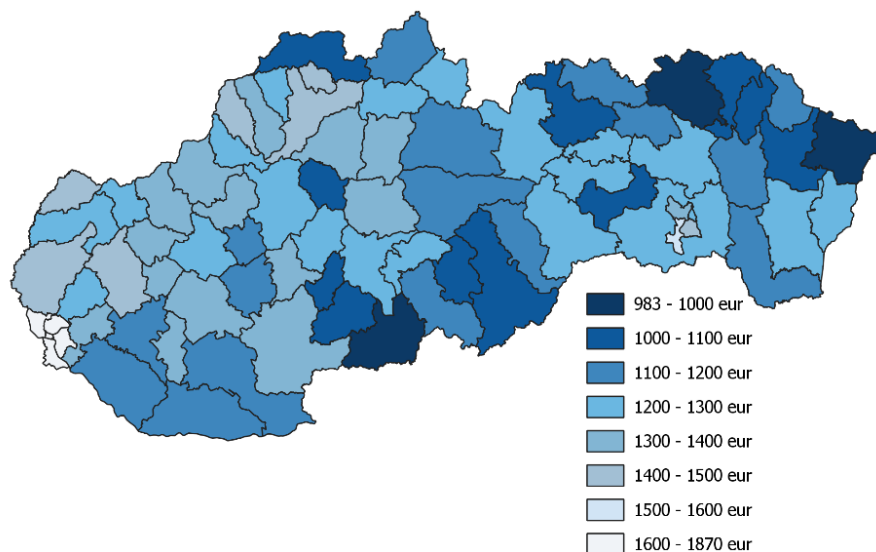 983 - 1000 eur
1000 - 1100 eur
1100 - 1200 eur
1200 - 1300 eur
1300 - 1400 eur
1400 - 1500 eur
1500 - 1600 eur
1600 - 1870 eur